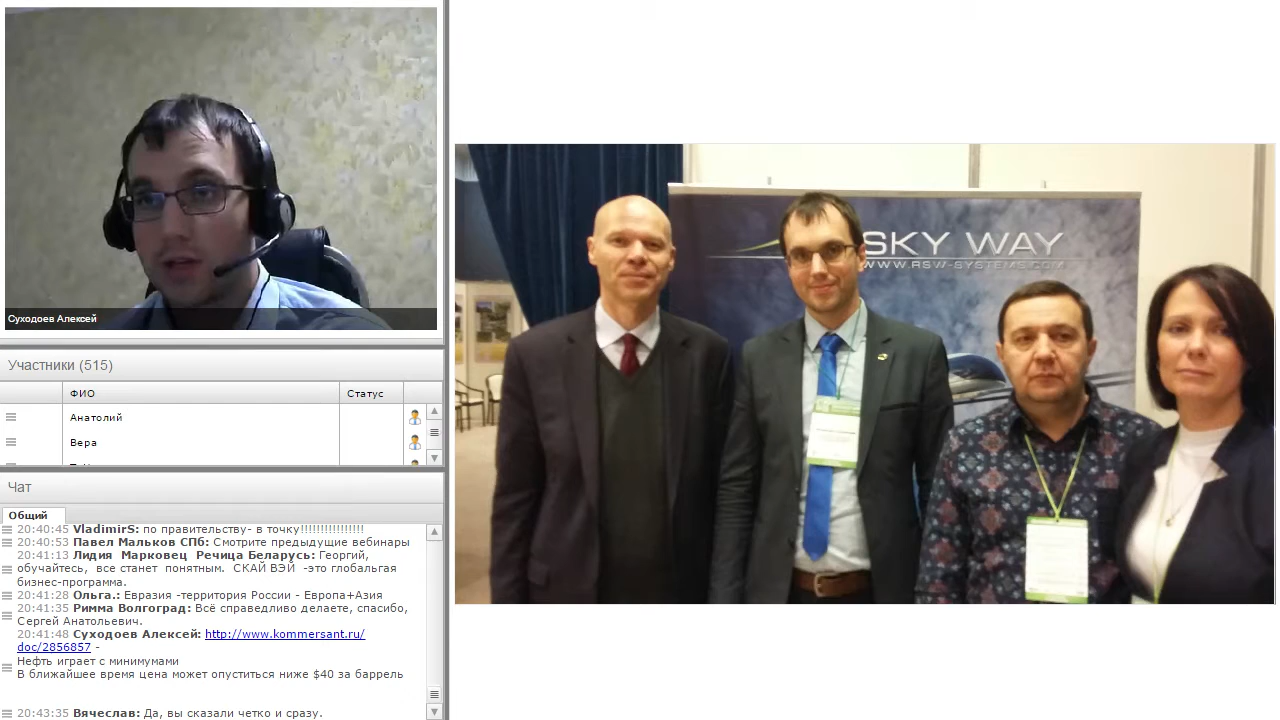 Суходоев Алексей
Участники (515)
ФИО Статус
Анатолий
Вера
Чат
Общий
20:40:45 VladimirS: по правительству- в точку!!!!!!!!!!!!!!!!
20:40:53 Павел Мальков СПб: Смотрите предыдущие вебинары
20:41:13 Лидия Марковец Речица Беларусь: Георгий,
обучайтесь, все станет понятным. СКАЙ ВЭЙ -это глобальгая
бизнес-программа.
20:41:28 Ольга.: Евразия -территория России - Европа+Азия
20:41:35 Римма Волгоград: Всё справедливо делаете, спасибо,
Сергей Анатольевич.
20:41:48 Суходоев Алексей: http://www.kommersant.ru/
doc/2856857 -
Нефть играет с минимумами
В ближайшее время цена может опуститься ниже $40 за баррель
20:43:35 Вячеслав: Да, вы сказали четко и сразу.
SKY WAY
WWW.RSW-SYSTEMS.COM